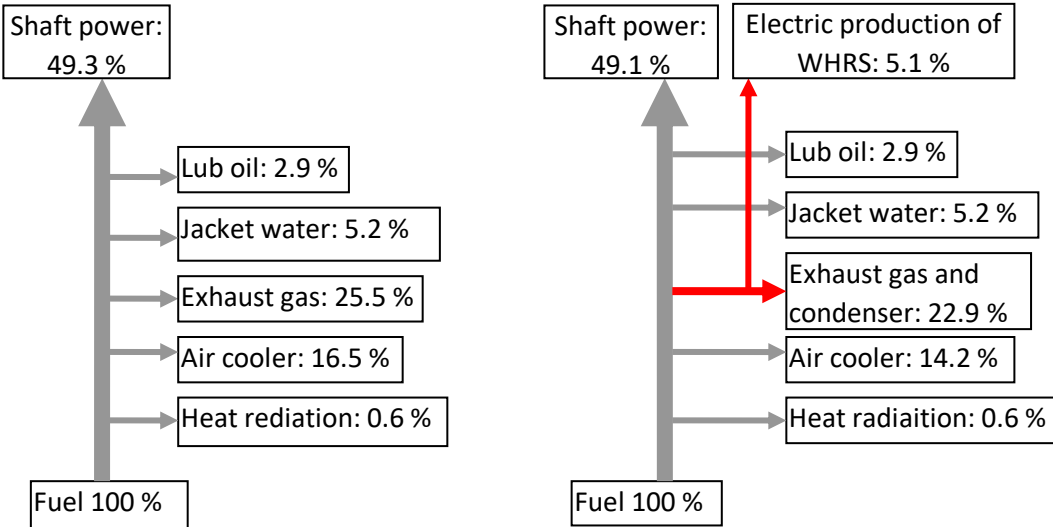 Shaft power:
49.3 %
Lub oil: 2.9 %
Jacket water: 5.2 %
Exhaust gas: 25.5 %
Air cooler: 16.5 %
Heat rediation: 0.6 %
Fuel 100 %
Shaft power:
49.1 %
Electric production of
WHRS: 5.1 %
Lub oil: 2.9 %
Jacket water: 5.2 %
Exhaust gas and
condenser: 22.9 %
Air cooler: 14.2 %
Heat radiaition: 0.6 %
Fuel 100 %